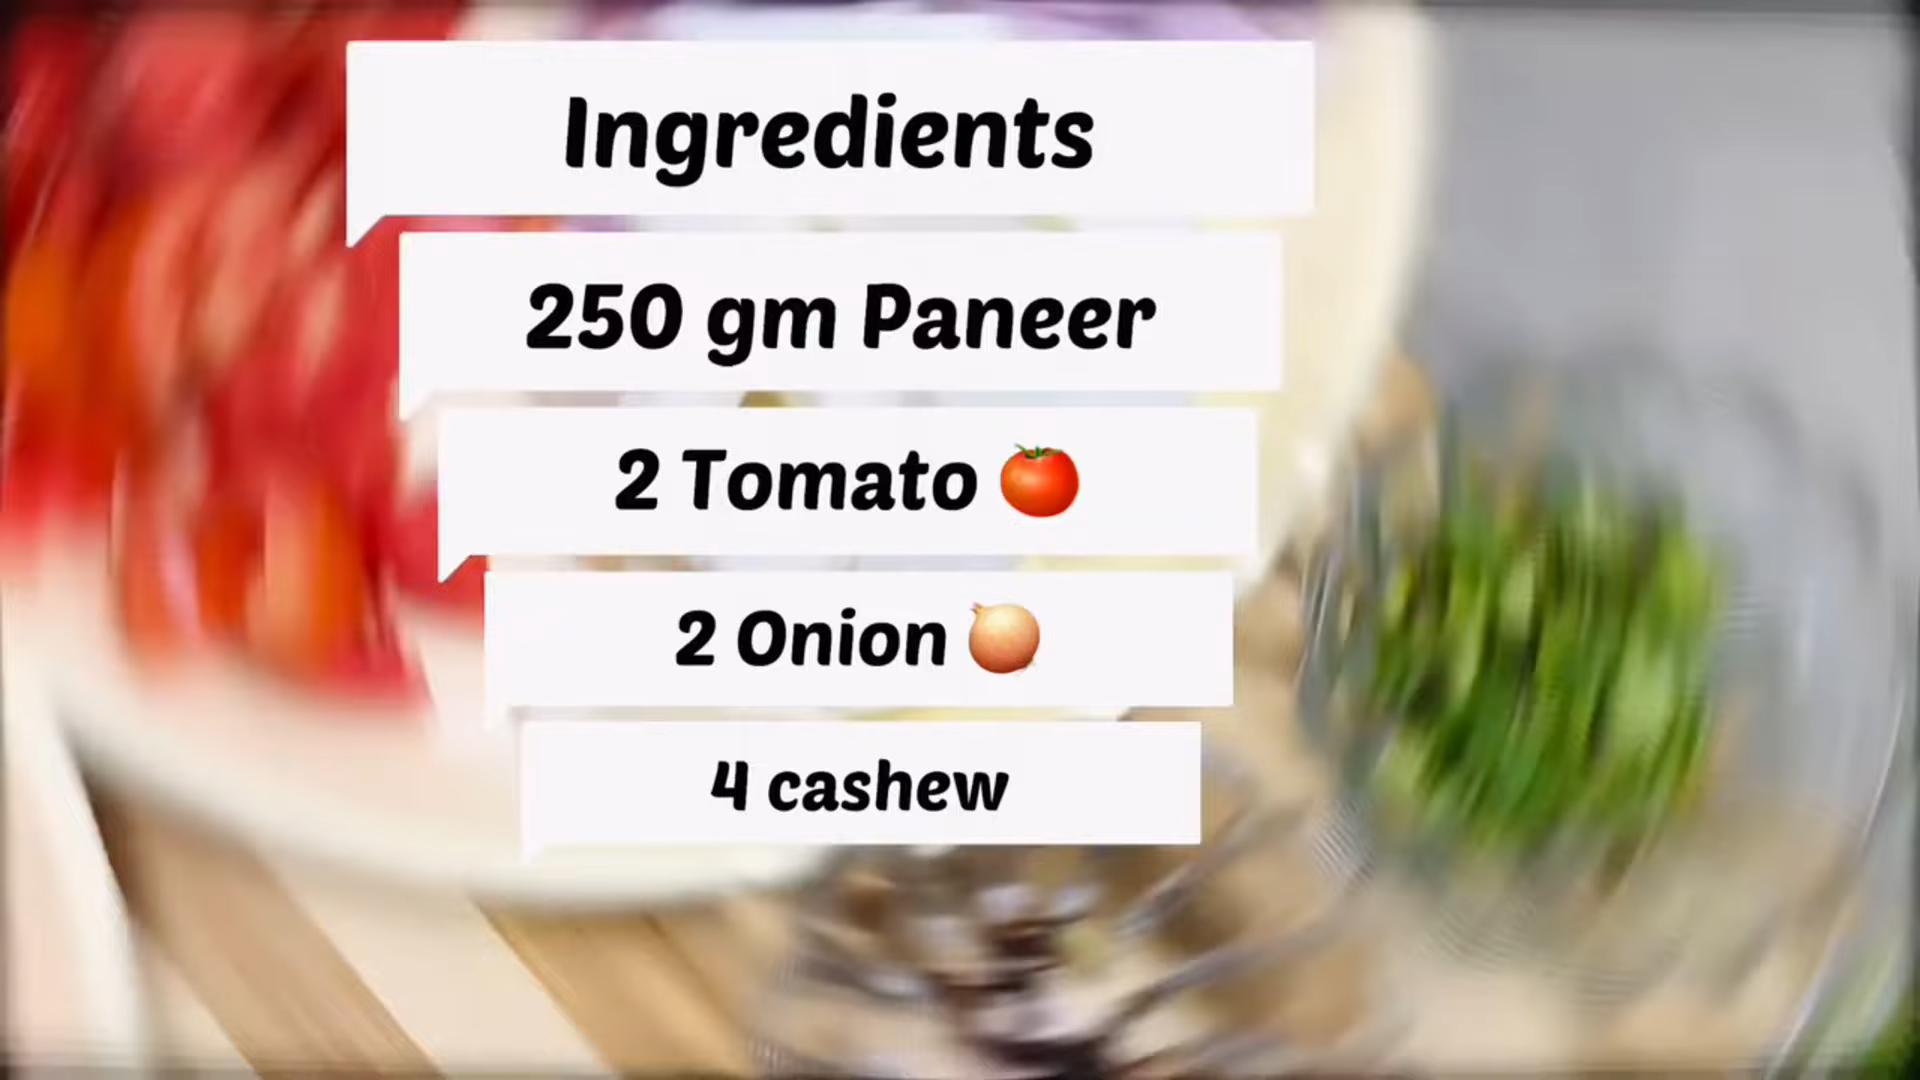 Ingredients
250 gm Paneer
2 Tomato 🍅
2 Onion 🧅
4 cashew